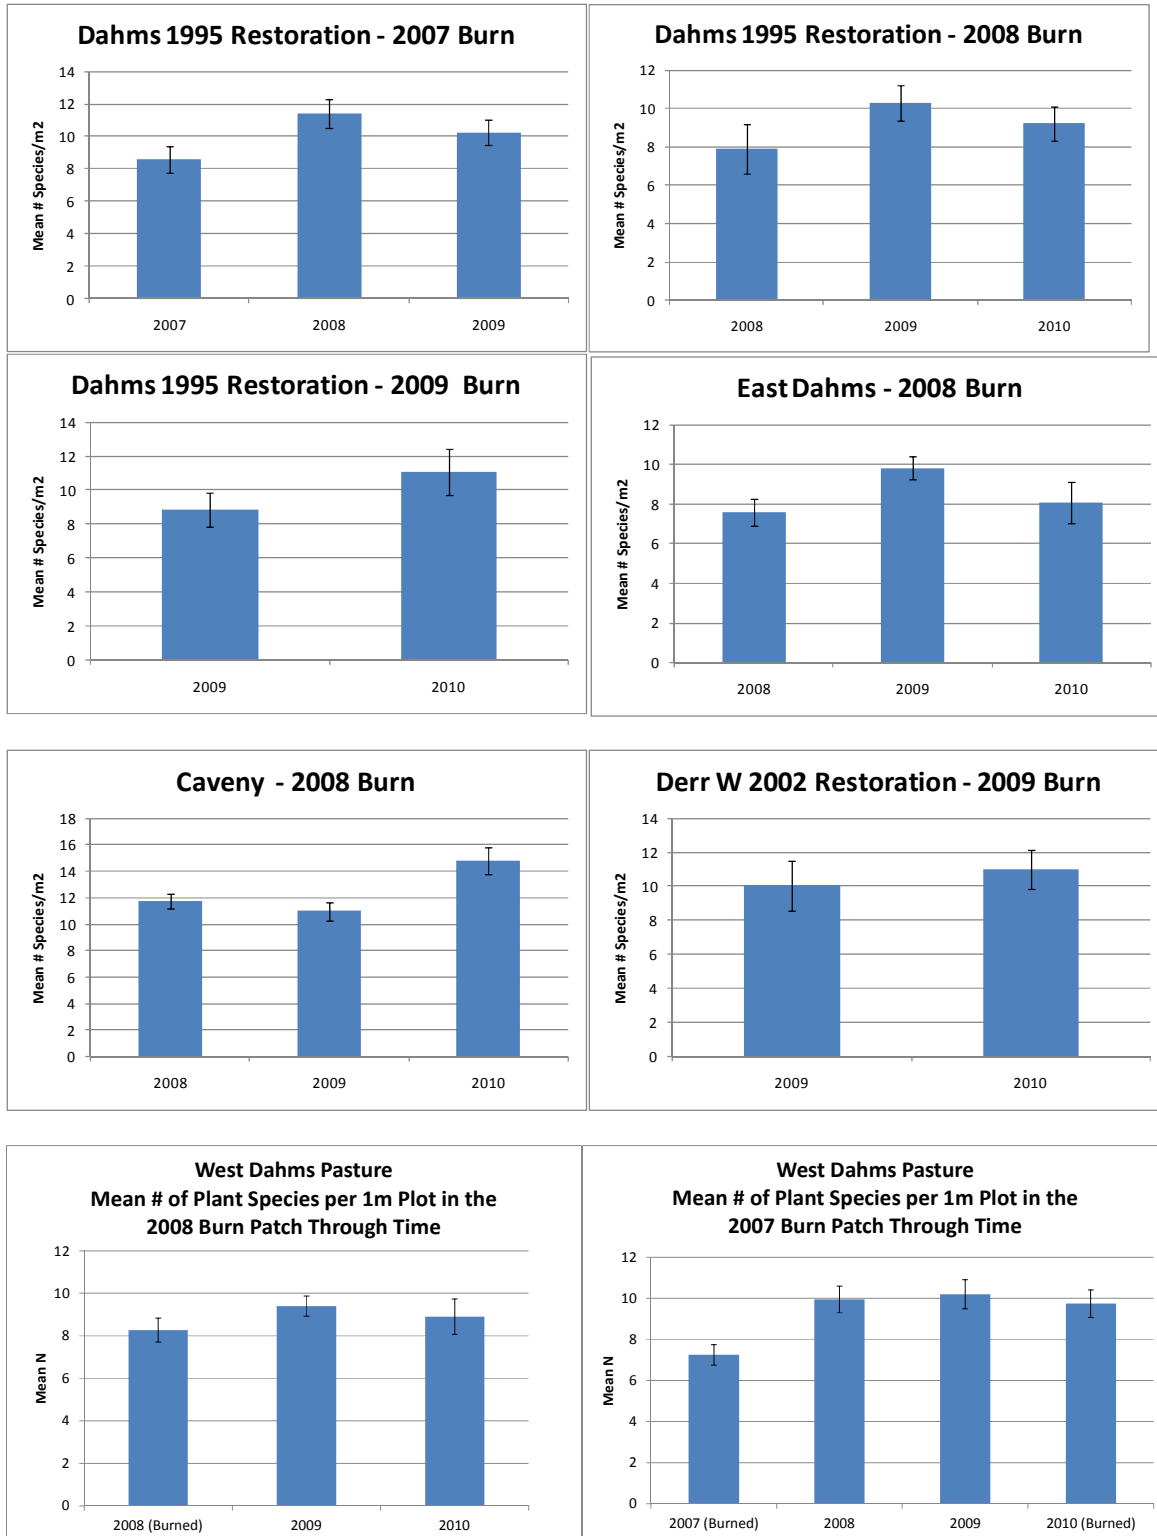 Dahms 1995 Restoration - 2007 Burn
Mean # Species/m2
14
12
10
8
6
4
2
0
2007 2008 2009
Dahms 1995 Restoration - 2008 Burn
Mean # Species/m2
12
10
8
6
4
2
0
2008 2009 2010
Dahms 1995 Restoration - 2009 Burn
Mean # Species/m2
14
12
10
8
6
4
2
0
2009 2010
East Dahms - 2008 Burn
Mean # Species/m2
12
10
8
6
4
2
0
2008 2009 2010
Caveny - 2008 Burn
Mean # Species/m2
18
16
14
12
10
8
6
4
2
0
2008 2009 2010
Derr W 2002 Restoration - 2009 Burn
Mean # Species/m2
14
12
10
8
6
4
2
0
2009 2010
West Dahms Pasture
Mean # of Plant Species per 1m Plot in the
2008 Burn Patch Through Time
Mean N
12
10
8
6
4
2
0
2008 (Burned) 2009 2010
West Dahms Pasture
Mean # of Plant Species per 1m Plot in the
2007 Burn Patch Through Time
Mean N
12
10
8
6
4
2
0
2007 (Burned) 2008 2009 2010 (Burned)